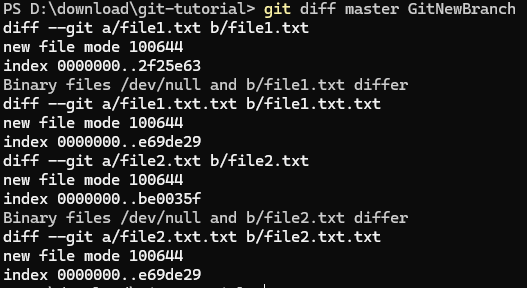 PS D:\download\git-tutorial> git diff master GitNewBranch
diff --git a/file1.txt b/file1.txt
new file mode 100644
index 0000000..2f25e63
Binary files /dev/null and b/file1.txt differ
diff --git a/file1.txt.txt b/file1.txt.txt
new file mode 100644
index 0000000..e69de29
diff --git a/file2.txt b/file2.txt
new file mode 100644
index 0000000..be0035f
Binary files /dev/null and b/file2.txt differ
diff --git a/file2.txt.txt b/file2.txt.txt
new file mode 100644
index 0000000..e69de29